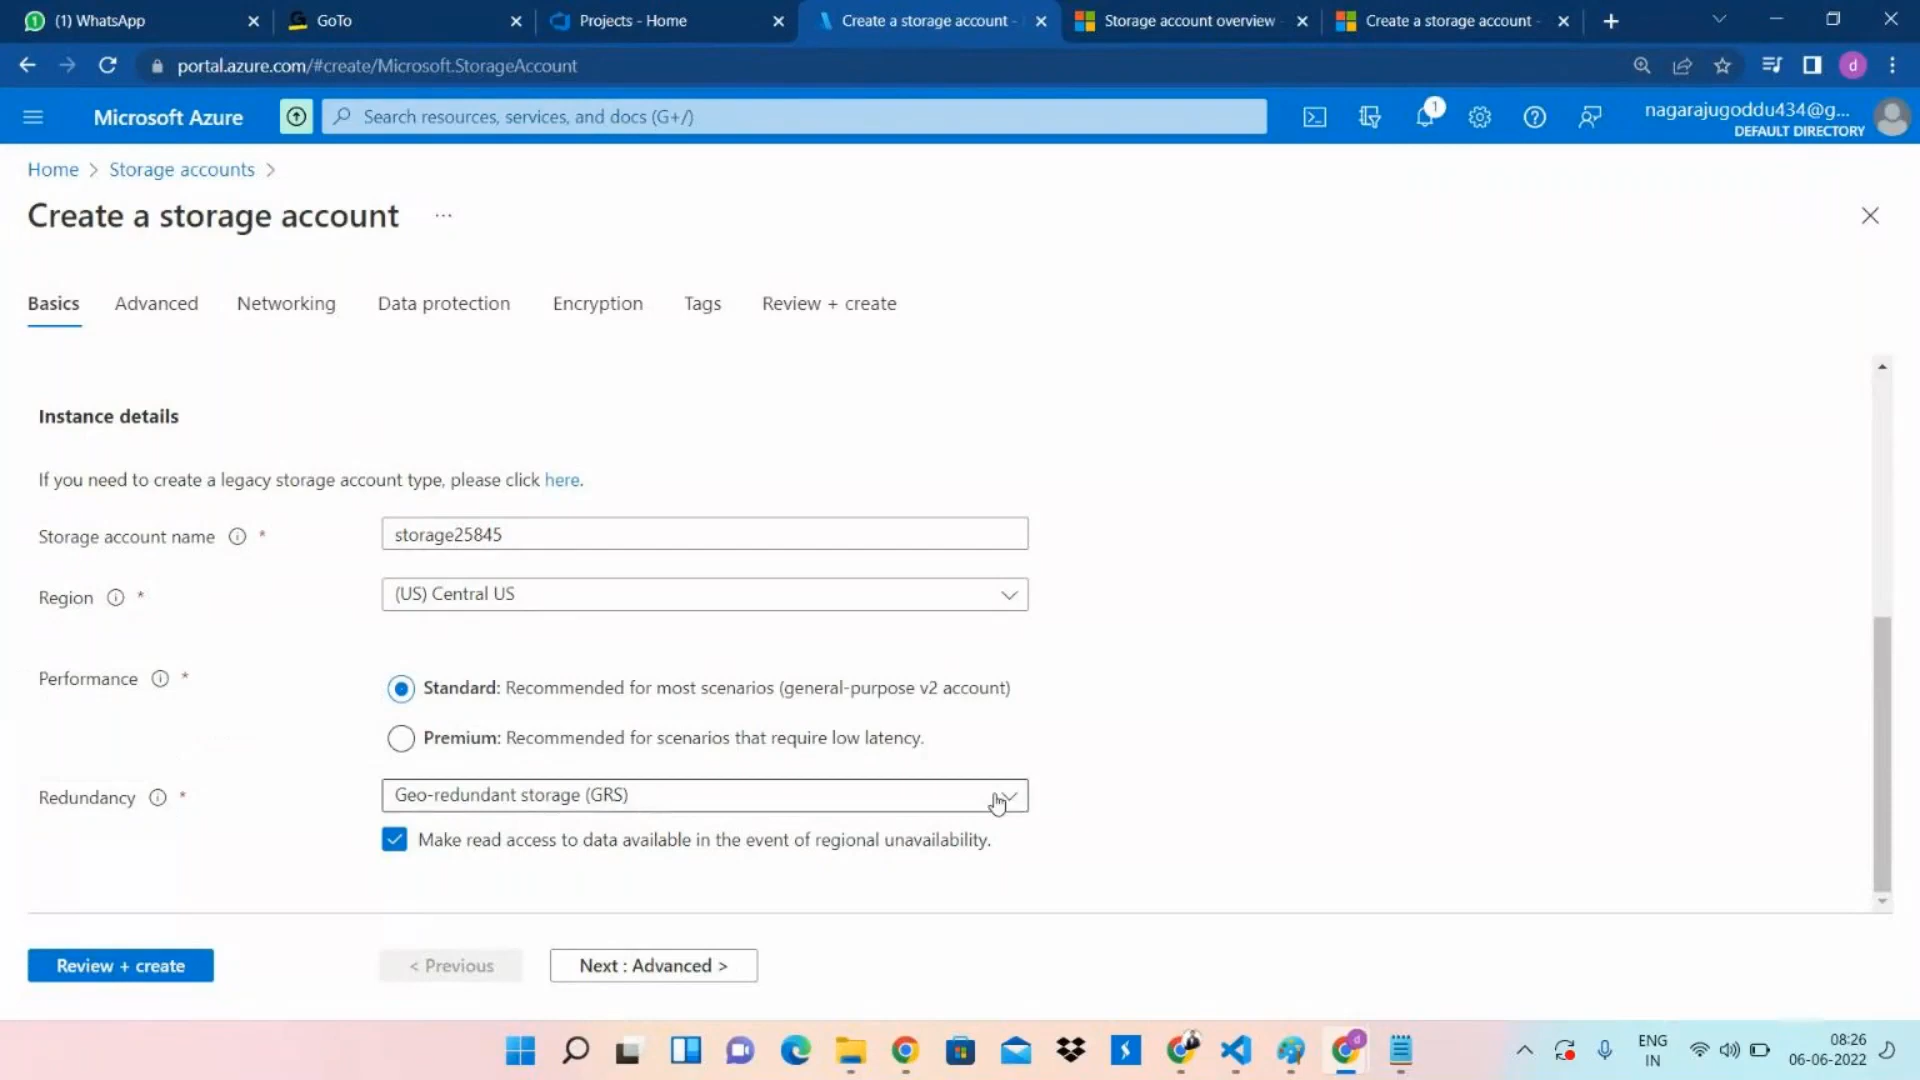 (1) WhatsApp
GoTo
Projects - Home
Create a storage account -
Storage account overview
Create a storage account -
portal.azure.com/#create/Microsoft.StorageAccount
d
Microsoft Azure
Search resources, services, and docs (G+/)
1
nagarajugoddu434@g...
DEFAULT DIRECTORY
Home > Storage accounts >
Create a storage account ...
Basics
Advanced
Networking
Data protection
Encryption
Tags
Review + create
Instance details
If you need to create a legacy storage account type, please click here.
Storage account name *
storage25845
Region *
(US) Central US
Performance *
Standard: Recommended for most scenarios (general-purpose v2 account)
Premium: Recommended for scenarios that require low latency.
Redundancy *
Geo-redundant storage (GRS)
Make read access to data available in the event of regional unavailability.
Review + create
< Previous
Next : Advanced >
ENG
IN
08:26
06-06-2022